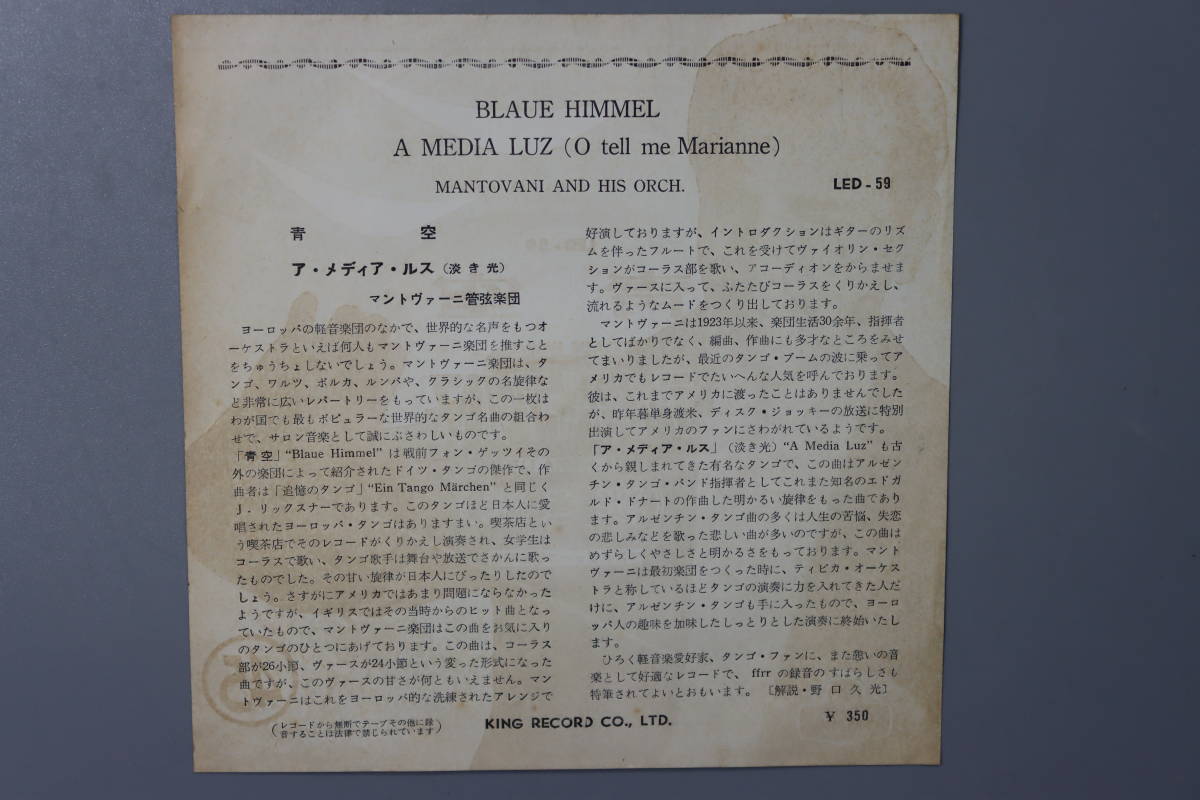 BLAUE HIMMEL
A MEDIA LUZ (O tell me Marianne)
MANTOVANI AND HIS ORCH.
LED-59
青空
ア・メディア・ルス(淡き光)
マントヴァーニ管弦楽団
ヨーロッパの軽音楽団のなかで、世界的な名声をもつオ
ーケストラといえば何人もマントヴァーニ楽団を推すこと
をちゅうちょしないでしょう。マントヴァーニ楽団は、タ
ンゴ、ワルツ、ポルカ、ルンバや、クラシックの名旋律な
ど非常に広いレパートリーをもっていますが、この一枚は
わが国でも最もポピュラーな世界的なタンゴ名曲の組合わ
せで、サロン音楽として誠にふさわしいものです。
「青空」“Blaue Himmel”は戦前フォン・ゲッツイその
外の楽団によって紹介されたドイツ・タンゴの傑作で、作
曲者は「追憶のタンゴ」“Ein Tango Märchen”と同じく
J．リックスナーであります。このタンゴほど日本人に愛
唱されたヨーロッパ・タンゴはありますまい。喫茶店とい
う喫茶店でそのレコードがくりかえし演奏され、女学生は
コーラスで歌い、タンゴ歌手は舞台や放送でさかんに歌っ
たものでした。その甘い旋律が日本人にぴったりしたので
しょう。さすがにアメリカではあまり問題にならなかった
ようですが、イギリスではその当時からのヒット曲となっ
ていたもので、マントヴァーニ楽団はこの曲をお気に入り
のタンゴのひとつにあげております。この曲は、コーラス
部が26小節、ヴァースが24小節という変った形式になった
曲ですが、このヴァースの甘さが何ともいえません。マン
トヴァーニはこれをヨーロッパ的な洗練されたアレンジで
好演しておりますが、イントロダクションはギターのリズ
ムを伴ったフルートで、これを受けてヴァイオリン・セク
ションがコーラス部を歌い、アコーディオンをからませま
す。ヴァースに入って、ふたたびコーラスをくりかえし、
流れるようなムードをつくり出しております。
マントヴァーニは1923年以来、楽団生活30余年、指揮者
としてばかりでなく、編曲、作曲にも多才なところをみせ
てまいりましたが、最近のタンゴ・ブームの波に乗ってア
メリカでもレコードでたいへんな人気を呼んでおります。
彼は、これまでアメリカに渡ったことはありませんでした
が、昨年暮単身渡米、ディスク・ジョッキーの放送に特別
出演してアメリカのファンにさわがれているようです。
「ア・メディア・ルス」（淡き光）“A Media Luz”も古
くから親しまれてきた有名なタンゴで、この曲はアルゼン
チン・タンゴ・バンド指揮者としてこれまた知名のエドガ
ルド・ドナートの作曲した明かるい旋律をもった曲であり
ます。アルゼンチン・タンゴ曲の多くは人生の苦悩、失恋
の悲しみなどを歌った悲しい曲が多いのですが、この曲は
めずらしくやさしさと明かるさをもっております。マント
ヴァーニは最初楽団をつくった時に、ティピカ・オーケス
トラと称しているほどタンゴの演奏に力を入れてきた人だ
けに、アルゼンチン・タンゴも手に入ったもので、ヨーロ
ッパ人の趣味を加味したしっとりとした演奏に終始いたし
ます。
ひろく軽音楽愛好家、タンゴ・ファンに、また憩いの音
楽として好適なレコードで、ffrrの録音のすばらしさも
特筆されてよいとおもいます。〔解説・野口久光〕
(レコードから無断でテープその他に録
音することは法律で禁じられています)
KING RECORD CO., LTD.
￥350